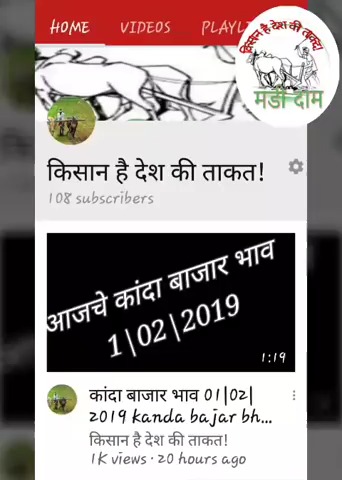 HOME VIDEOS PLAYL
किसान है देश की ताकत!
मंडी दाम
किसान है देश की ताकत!
108 subscribers
आजचे कांदा बाजार भाव
1|02|2019
1:19
कांदा बाजार भाव 01|02|
2019 kanda bajar bh...
किसान है देश की ताकत!
1K views · 20 hours ago